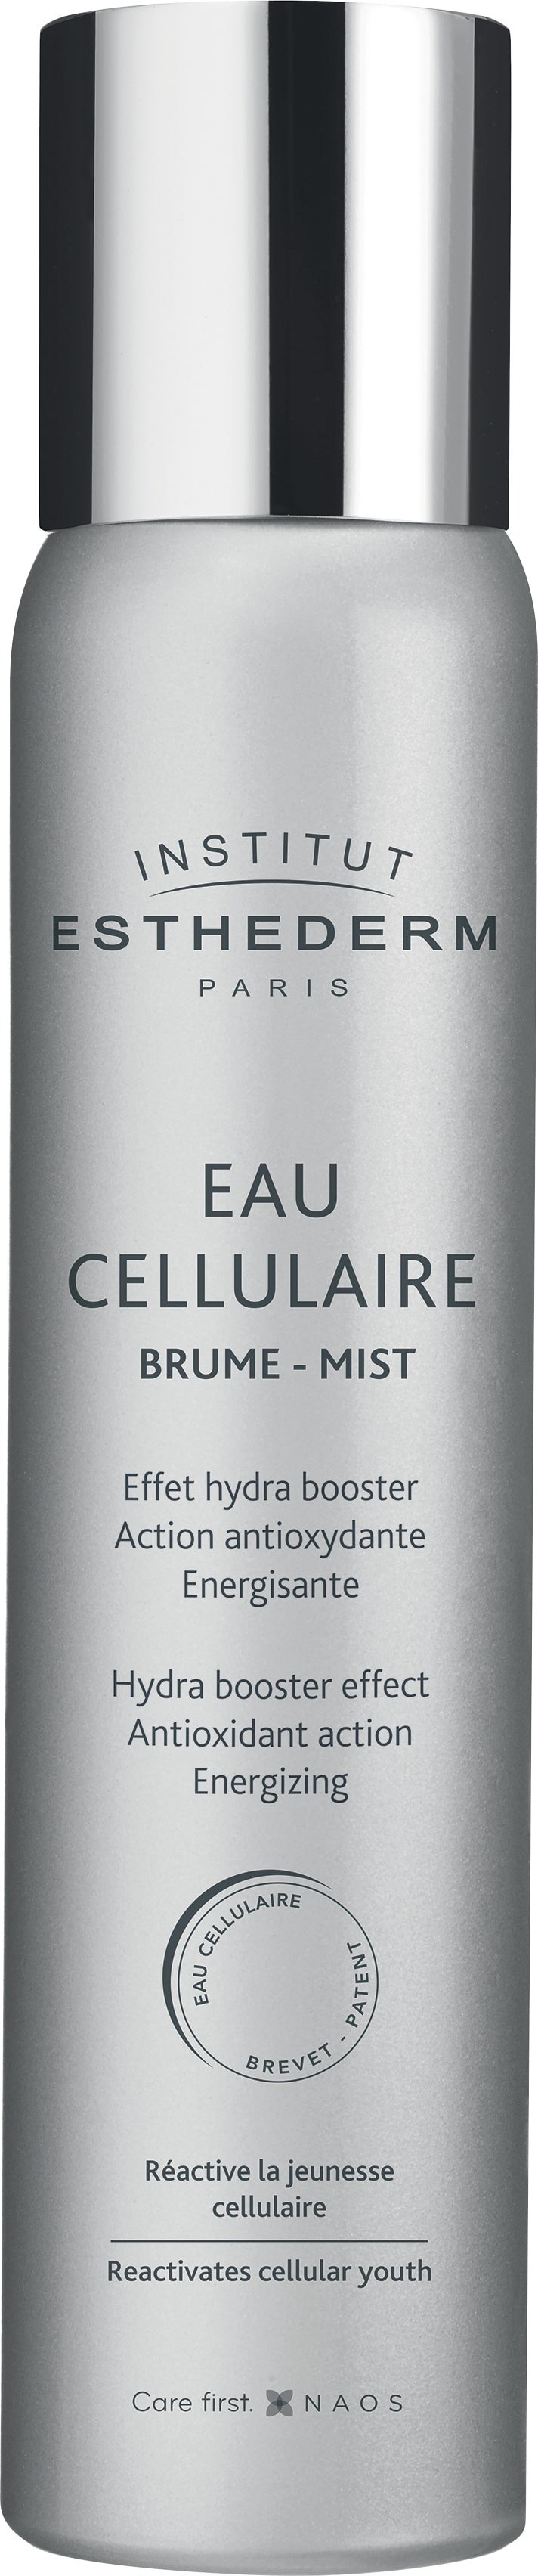 INSTITUT
ESTHEDERM
PARIS
EAU
CELLULAIRE
BRUME - MIST
Effet hydra booster
Action antioxydante
Energisante
Hydra booster effect
Antioxidant action
Energizing
EAU CELLULAIRE
BREVET - PATENT
Réactive la jeunesse
cellulaire
Reactivates cellular youth
Care first. NAOS